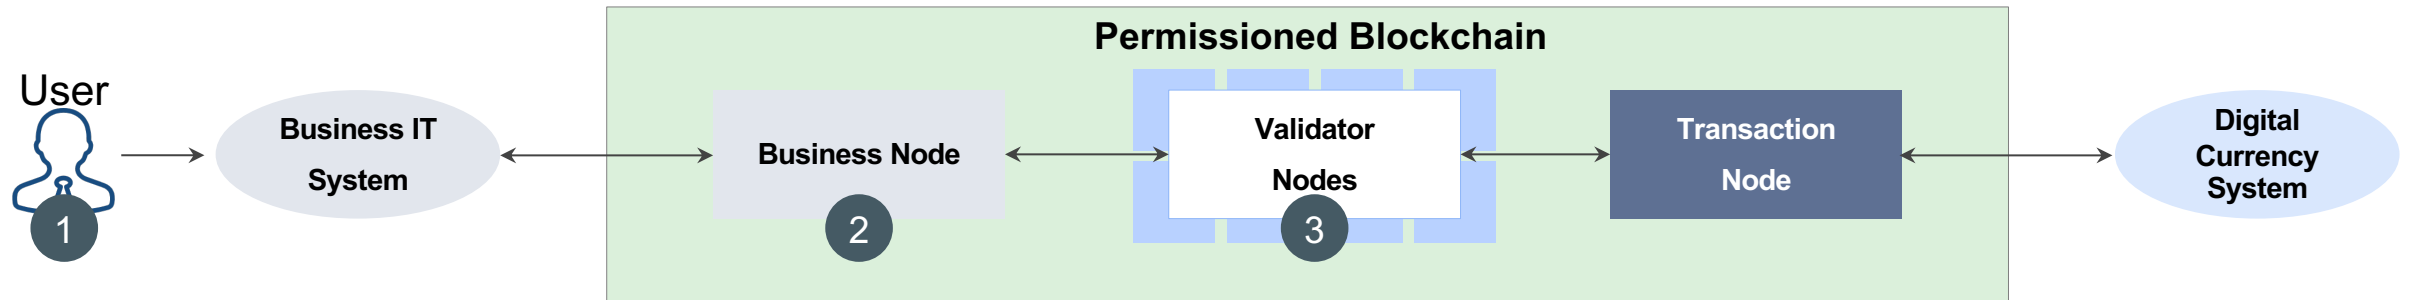 Permissioned Blockchain
User
1
Business IT
System
Business Node
2
Validator
Nodes
3
Transaction
Node
Digital
Currency
System